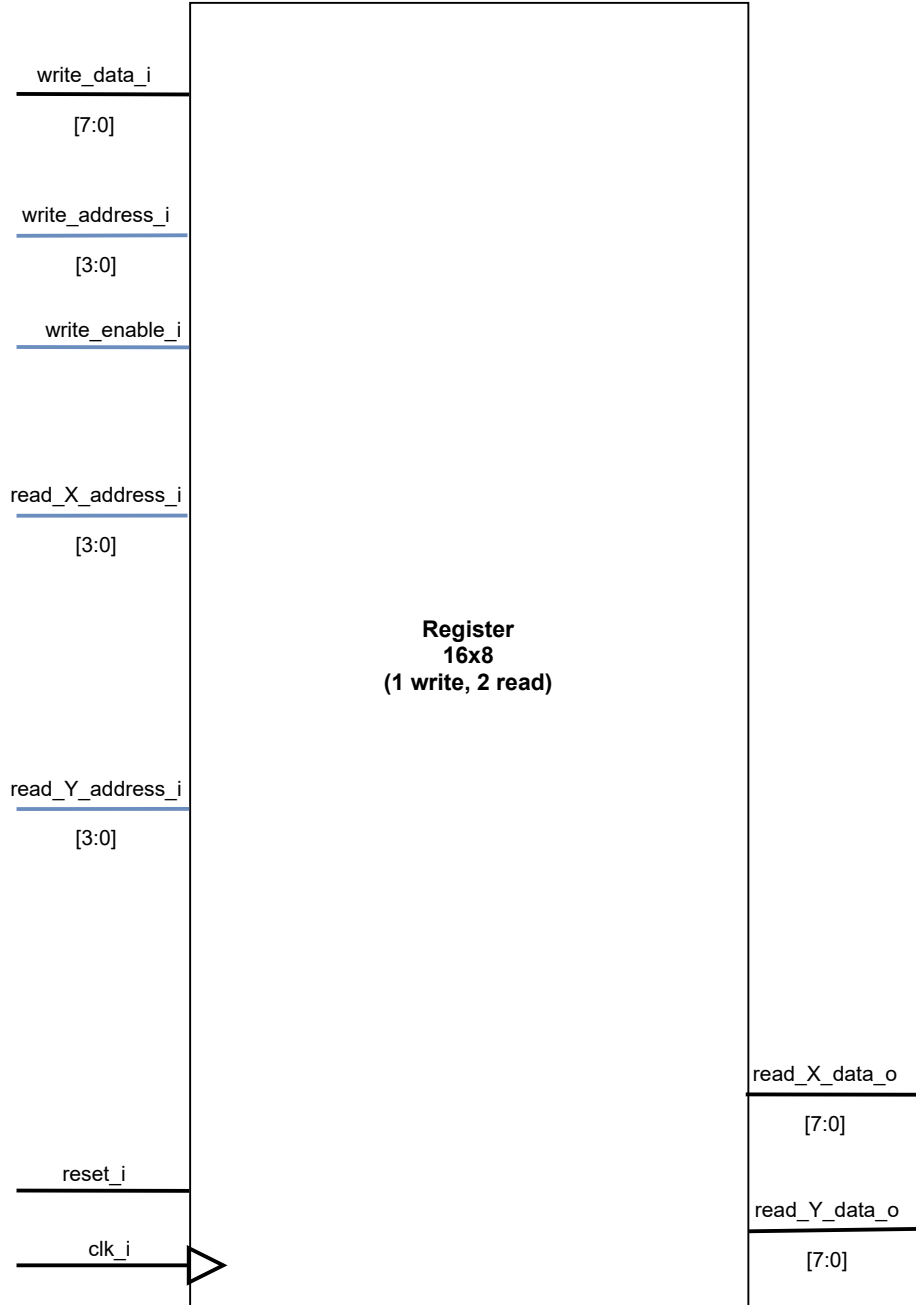 write_data_i
[7:0]
write_address_i
[3:0]
write_enable_i
read_X_address_i
[3:0]
Register
16x8
(1 write, 2 read)
read_Y_address_i
[3:0]
read_X_data_o
[7:0]
reset_i
read_Y_data_o
clk_i
[7:0]